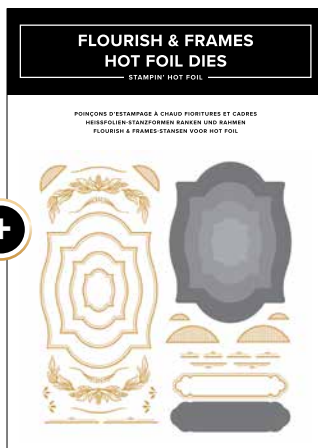 FLOURISH & FRAMES
HOT FOIL DIES
STAMPIN' HOT FOIL
POINÇONS D'ESTAMPAGE À CHAUD FIORITURES ET CADRES
HEISSFOLIEN-STANZFORMEN RANKEN UND RAHMEN
FLOURISH & FRAMES-STANSEN VOOR HOT FOIL
+